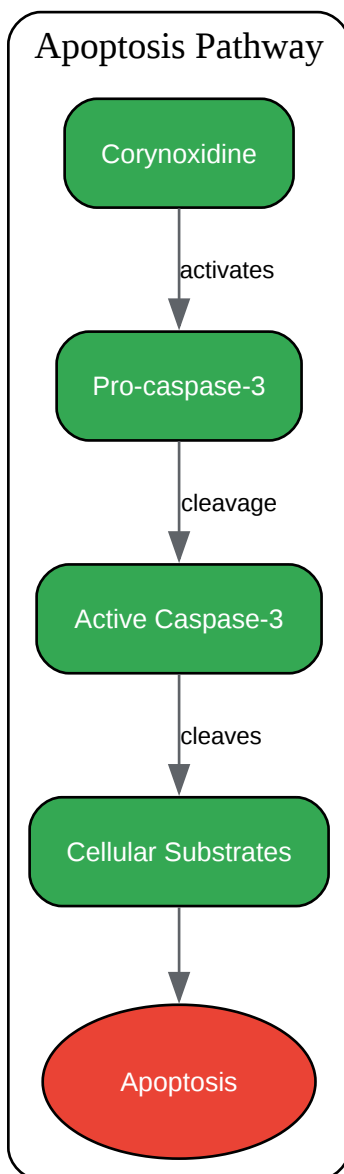 Apoptosis Pathway
Corynoxidine
activates
Pro-caspase-3
cleavage
Active Caspase-3
cleaves
Cellular Substrates
Apoptosis